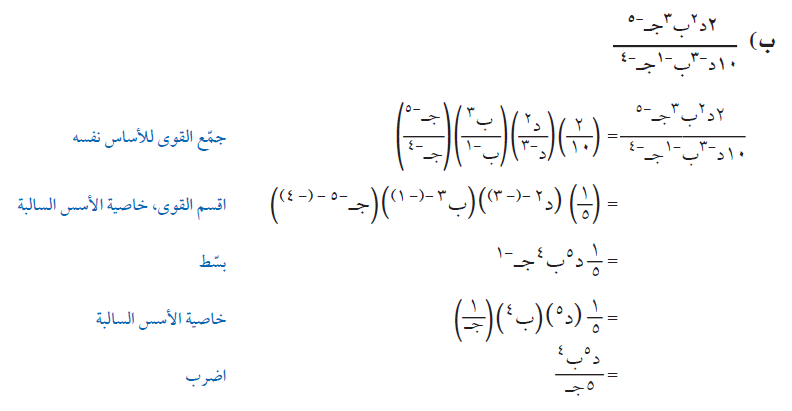 ب) ٢د^٢ب^٣جـ^-٥ / ١٠د^-٣ب^-١جـ^-٤
٢د^٢ب^٣جـ^-٥ / ١٠د^-٣ب^-١جـ^-٤ = (٢/١٠)(د^٢/د^-٣)(ب^٣/ب^-١)(جـ^-٥/جـ^-٤) جمّع القوى للأساس نفسه
= (١/٥)(د^٢-(-٣))(ب^٣-(-١))(جـ^-٥-(-٤)) اقسم القوى، خاصية الأسس السالبة
= ١/٥ د^٥ب^٤جـ^-١ بسّط
= ١/٥ (د^٥)(ب^٤)(١/جـ) خاصية الأسس السالبة
= د^٥ب^٤ / ٥جـ اضرب